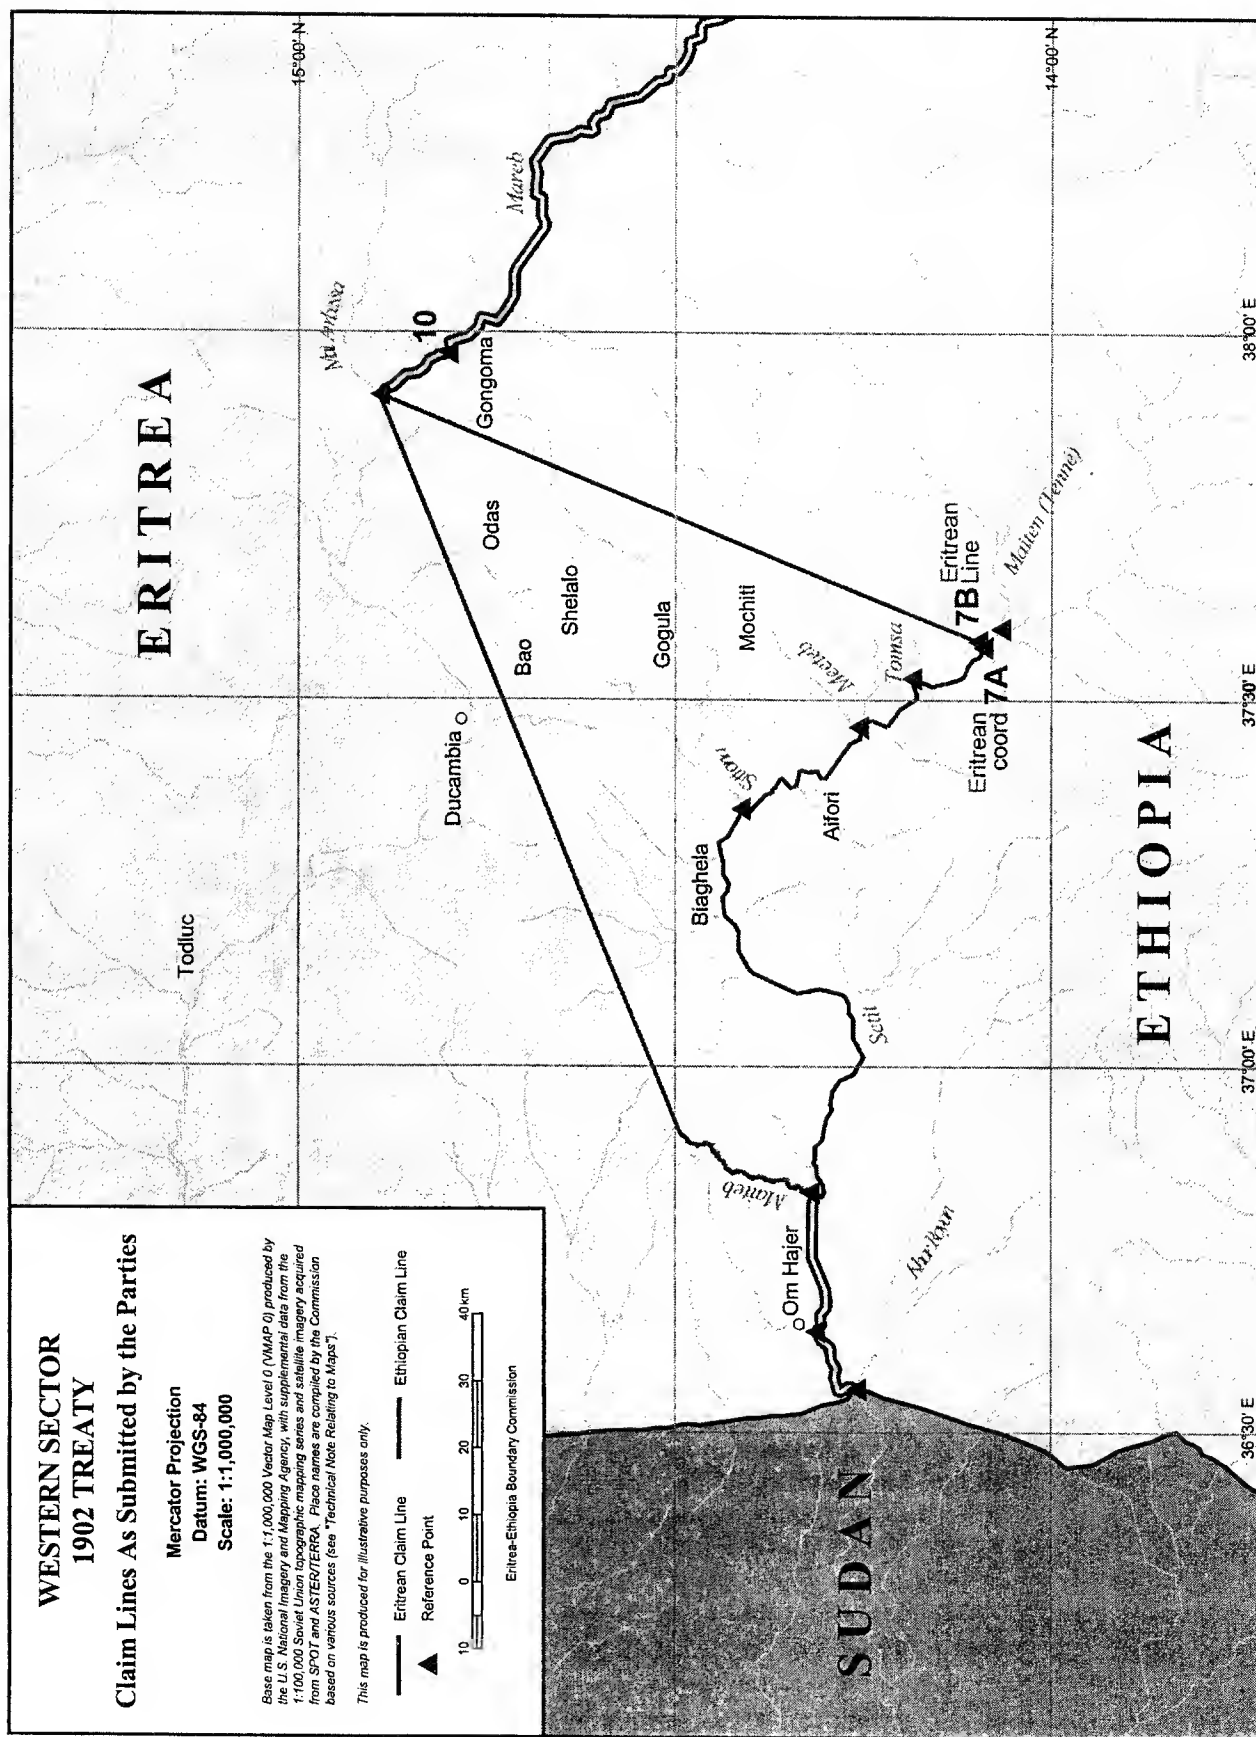 WESTERN SECTOR
1902 TREATY
Claim Lines As Submitted by the Parties
Mercator Projection
Datum: WGS-84
Scale: 1:1,000,000
Base map is taken from the 1:1,000,000 Vector Map Level 0 (VMAP 0) produced by
the U.S. National Imagery and Mapping Agency, with supplemental data from the
1:100,000 Soviet Union topographic mapping series and satellite imagery acquired
from SPOT and ASTER/TERRA. Place names are compiled by the Commission
based on various sources (see "Technical Note Relating to Maps").
This map is produced for illustrative purposes only.
Eritrean Claim Line
Ethiopian Claim Line
Reference Point
10 0 10 20 30 40km
Eritrea-Ethiopia Boundary Commission
ERITREA
15°00' N
Todluc
Mai Ambessa
10
Mareb
Gongoma
Ducambia
Odas
Bao
Shelalo
Gogula
Mochiti
Biaghela
Sittona
Meeteb
Tomsa
Aifori
Eritrean
Line
7B
7A
Eritrean
coord
Maiten (Tenné)
Maiteb
Om Hajer
Setit
Khor Royan
14°00' N
SUDAN
ETHIOPIA
36°30' E
37°00' E
37°30' E
38°00' E